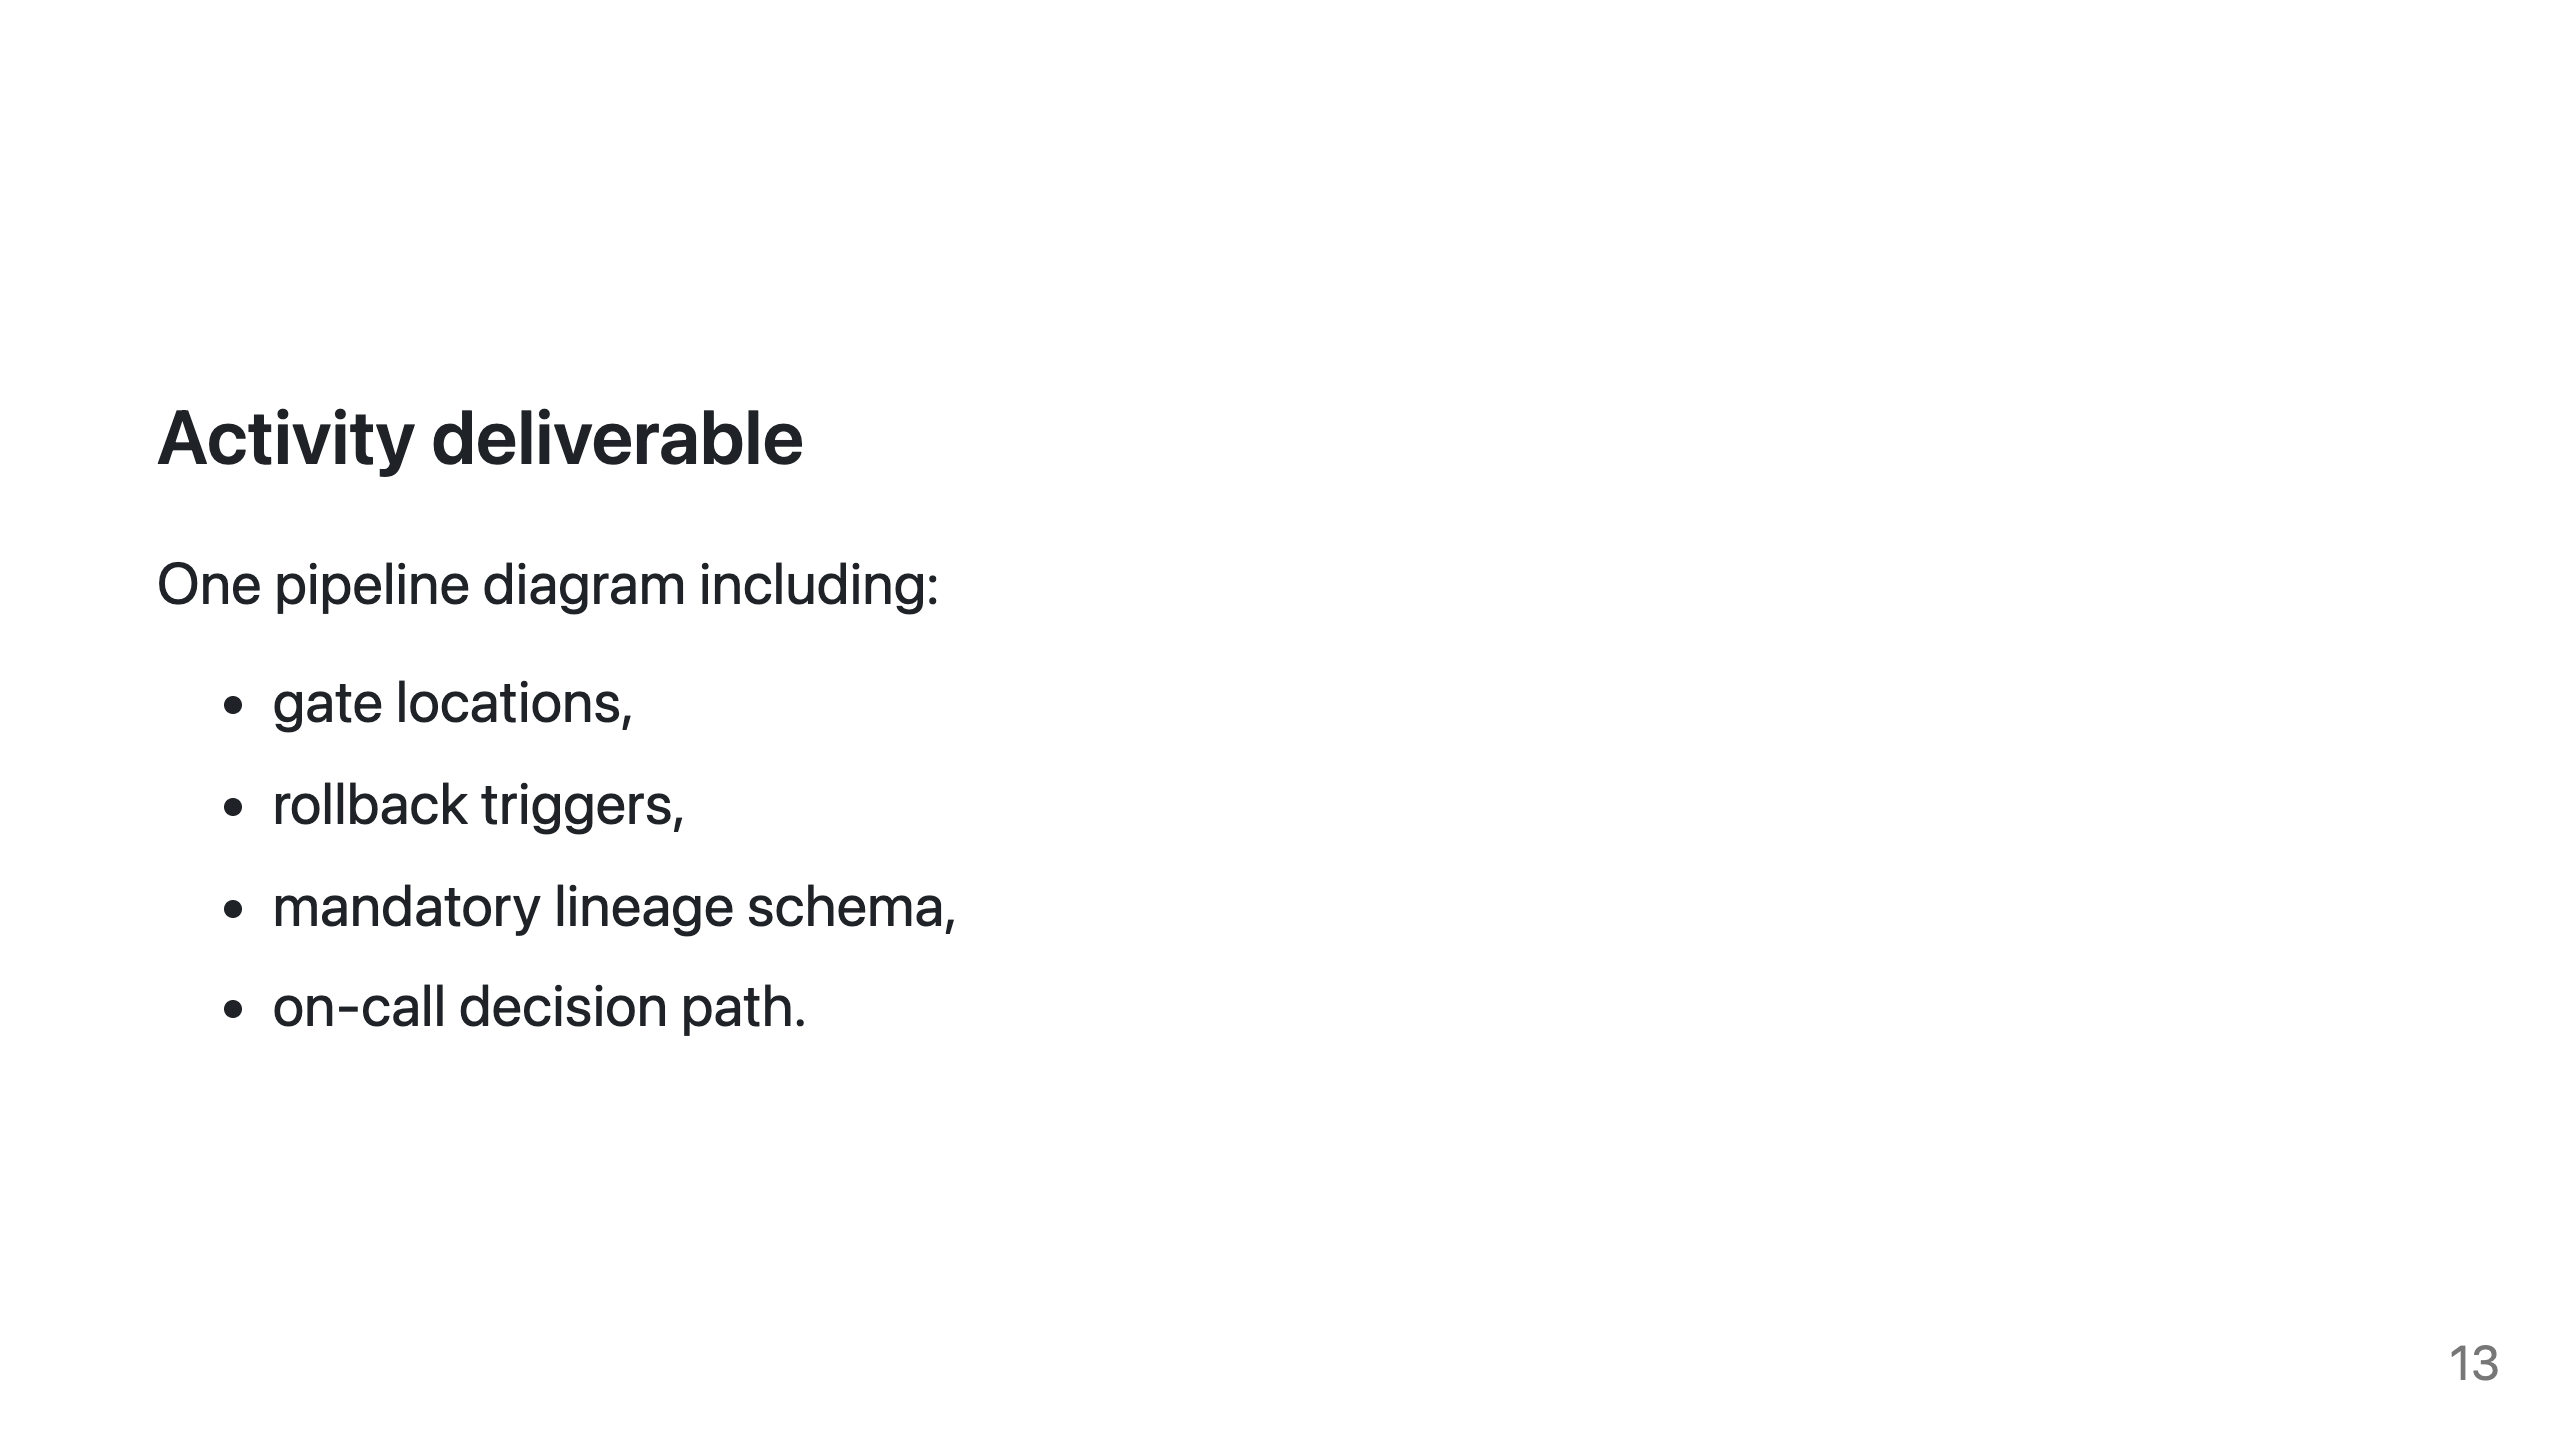 Activity deliverable
One pipeline diagram including:
• gate locations,
• rollback triggers,
• mandatory lineage schema,
• on-call decision path.
13